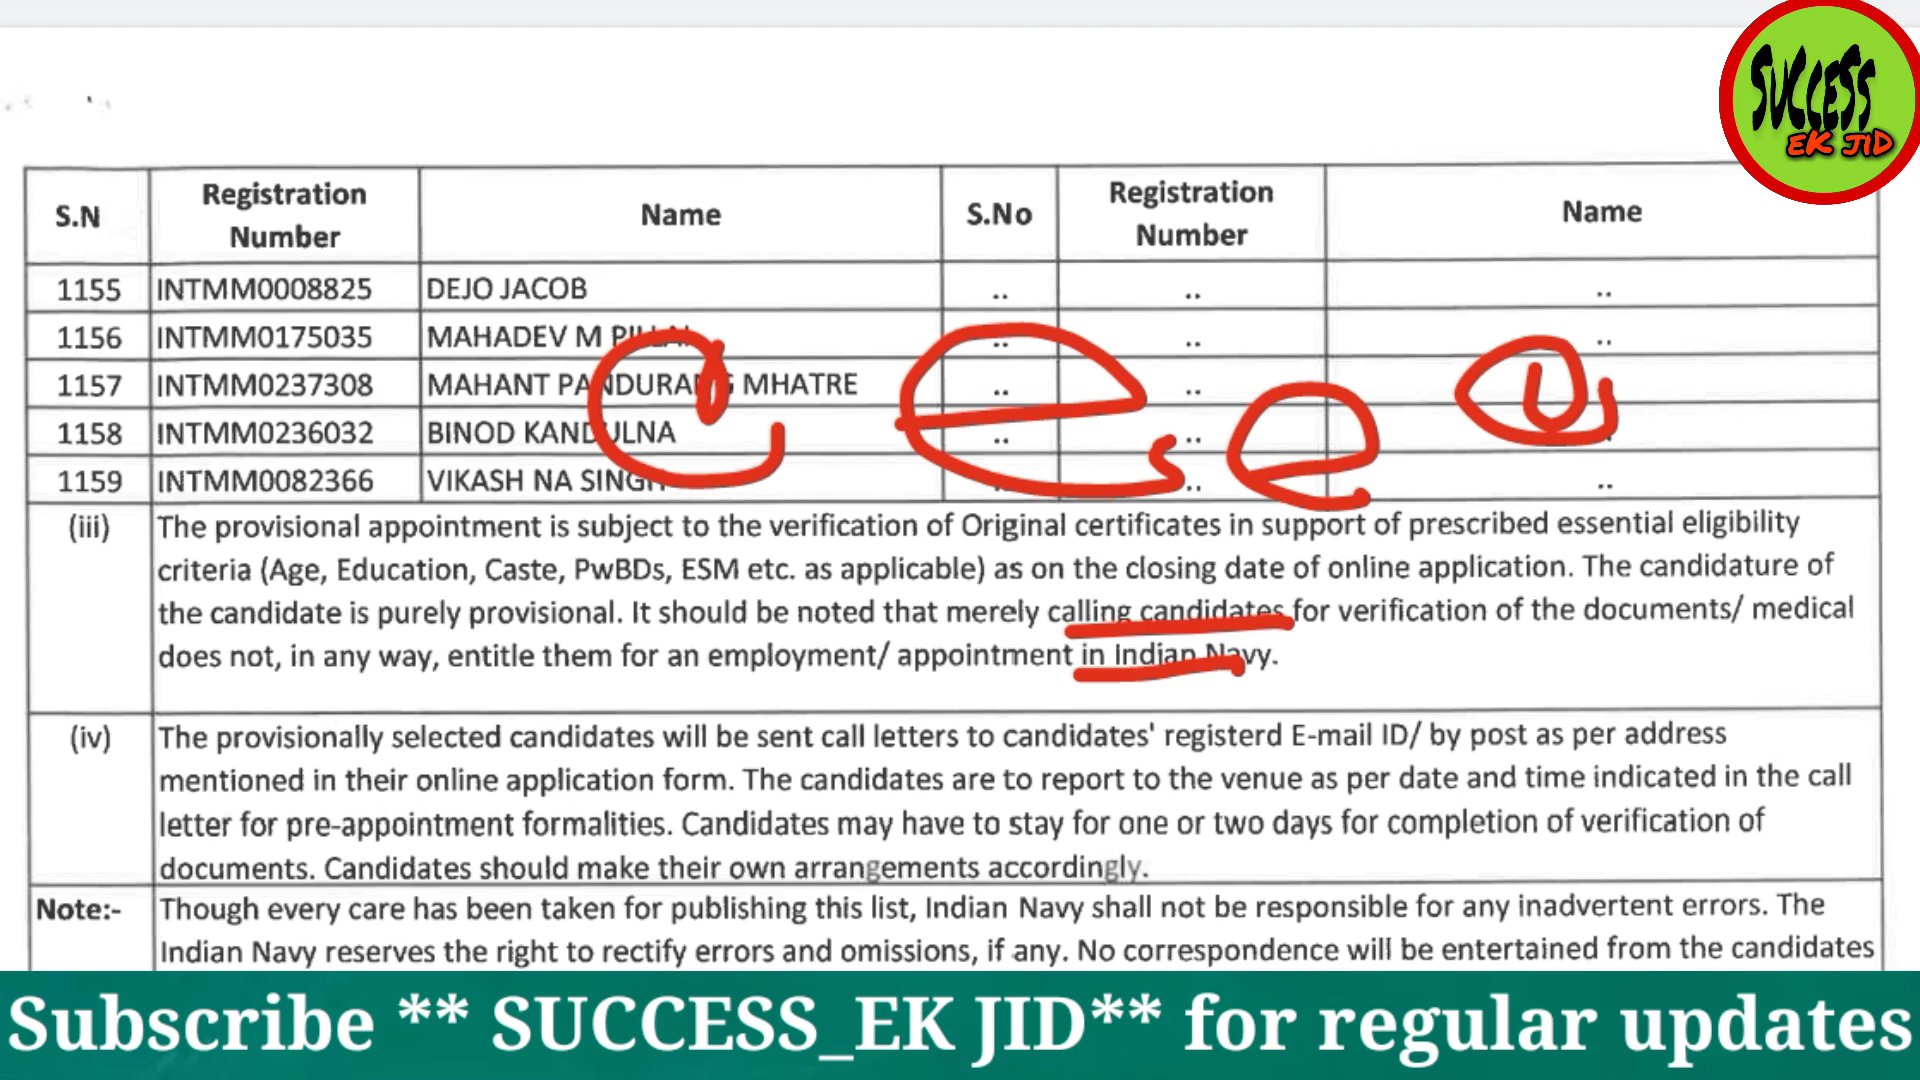 SUCCESS
EK JID
S.N Registration Number Name S.No Registration Number Name
1155 INTMM0008825 DEJO JACOB .. .. ..
1156 INTMM0175035 MAHADEV M PILLAI .. .. ..
1157 INTMM0237308 MAHANT PANDURANG MHATRE .. .. ..
1158 INTMM0236032 BINOD KANDULNA .. .. ..
1159 INTMM0082366 VIKASH NA SINGH .. .. ..
(iii) The provisional appointment is subject to the verification of Original certificates in support of prescribed essential eligibility
criteria (Age, Education, Caste, PwBDs, ESM etc. as applicable) as on the closing date of online application. The candidature of
the candidate is purely provisional. It should be noted that merely calling candidates for verification of the documents/ medical
does not, in any way, entitle them for an employment/ appointment in Indian Navy.
(iv) The provisionally selected candidates will be sent call letters to candidates' registerd E-mail ID/ by post as per address
mentioned in their online application form. The candidates are to report to the venue as per date and time indicated in the call
letter for pre-appointment formalities. Candidates may have to stay for one or two days for completion of verification of
documents. Candidates should make their own arrangements accordingly.
Note:- Though every care has been taken for publishing this list, Indian Navy shall not be responsible for any inadvertent errors. The
Indian Navy reserves the right to rectify errors and omissions, if any. No correspondence will be entertained from the candidates
Subscribe ** SUCCESS_EK JID** for regular updates